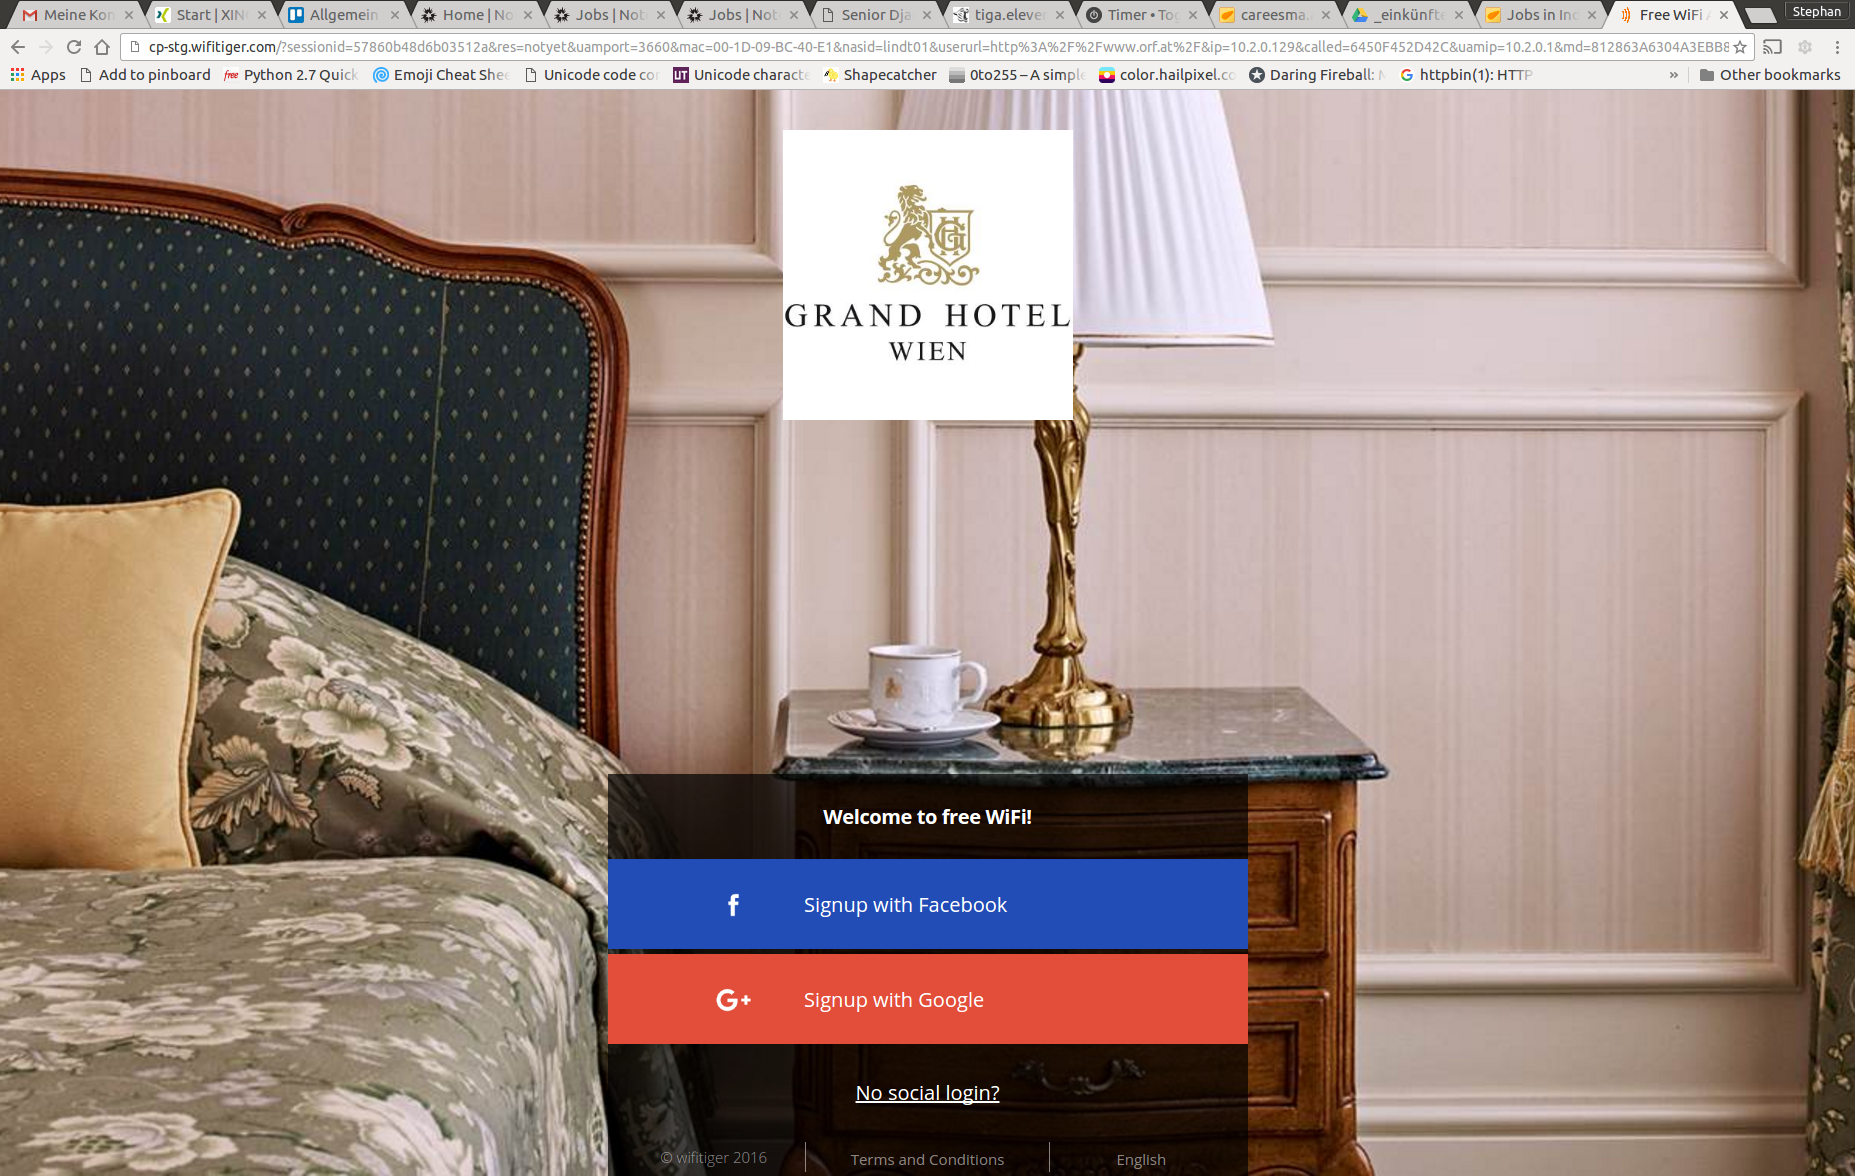 Meine Kon
Start | XIN
Allgemein
Home | No
Jobs | Not
Jobs | Not
Senior Dja
tiga.elever
Timer • Tog
careesma.
_einkünfte
Jobs in Ind
Free WiFi A
Stephan
cp-stg.wifitiger.com/?sessionid=57860b48d6b03512a&res=notyet&uamport=3660&mac=00-1D-09-BC-40-E1&nasid=lindt01&userurl=http%3A%2F%2Fwww.orf.at%2F&ip=10.2.0.129&called=6450F452D42C&uamip=10.2.0.1&md=812863A6304A3EBB8
Apps
Add to pinboard
free Python 2.7 Quick
Emoji Cheat Shee
Unicode code cor
UT Unicode characte
Shapecatcher
0to255 – A simple
color.hailpixel.co
Daring Fireball: M
httpbin(1): HTTP
»
Other bookmarks
GRAND HOTEL
WIEN
Welcome to free WiFi!
f Signup with Facebook
G+ Signup with Google
No social login?
© wifitiger 2016
Terms and Conditions
English